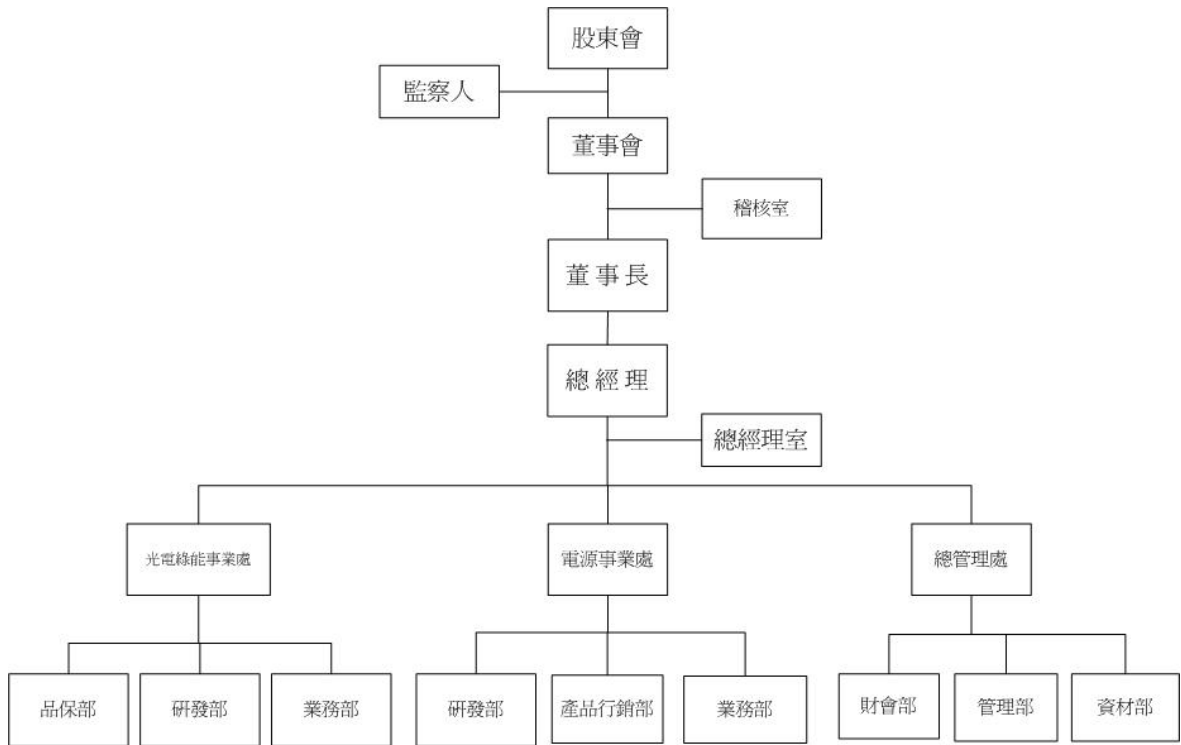 股東會
監察人
董事會
稽核室
董 事 長
總 經 理
總經理室
光電綠能事業處
電源事業處
總管理處
品保部
研發部
業務部
研發部
產品行銷部
業務部
財會部
管理部
資材部